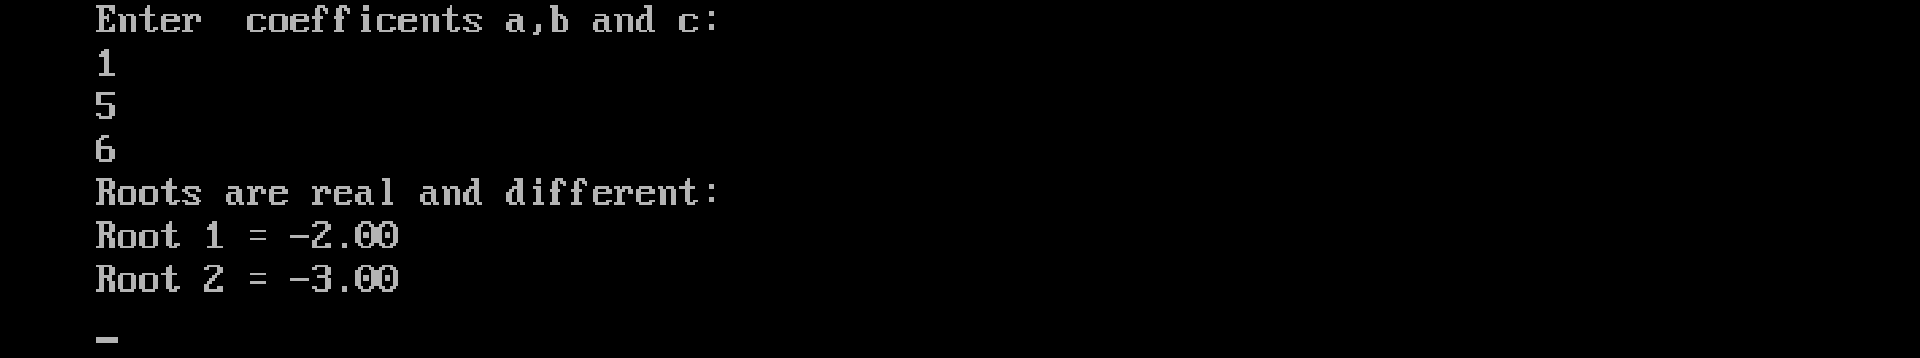 Enter  coefficents a,b and c:
1
5
6
Roots are real and different:
Root 1 = -2.00
Root 2 = -3.00
_